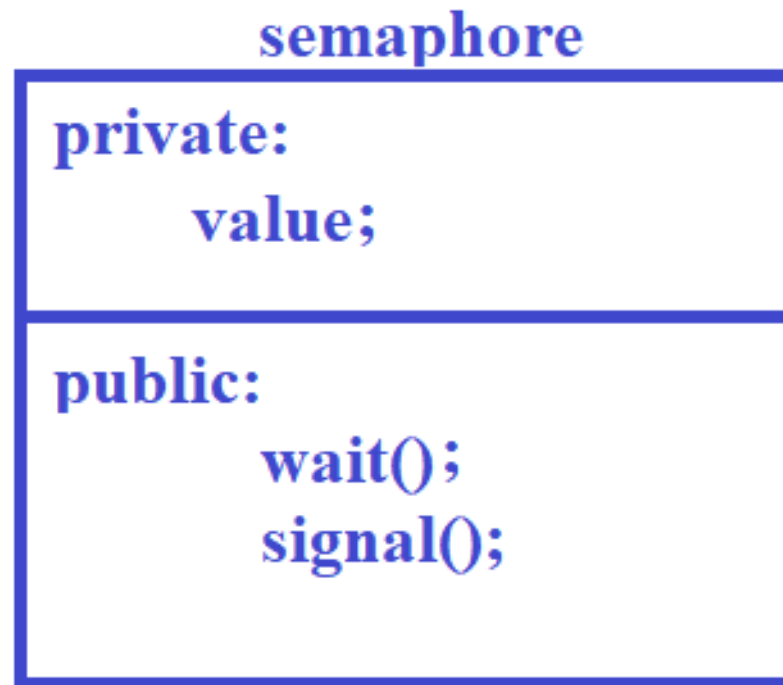 semaphore
private:
value;
public:
wait();
signal();